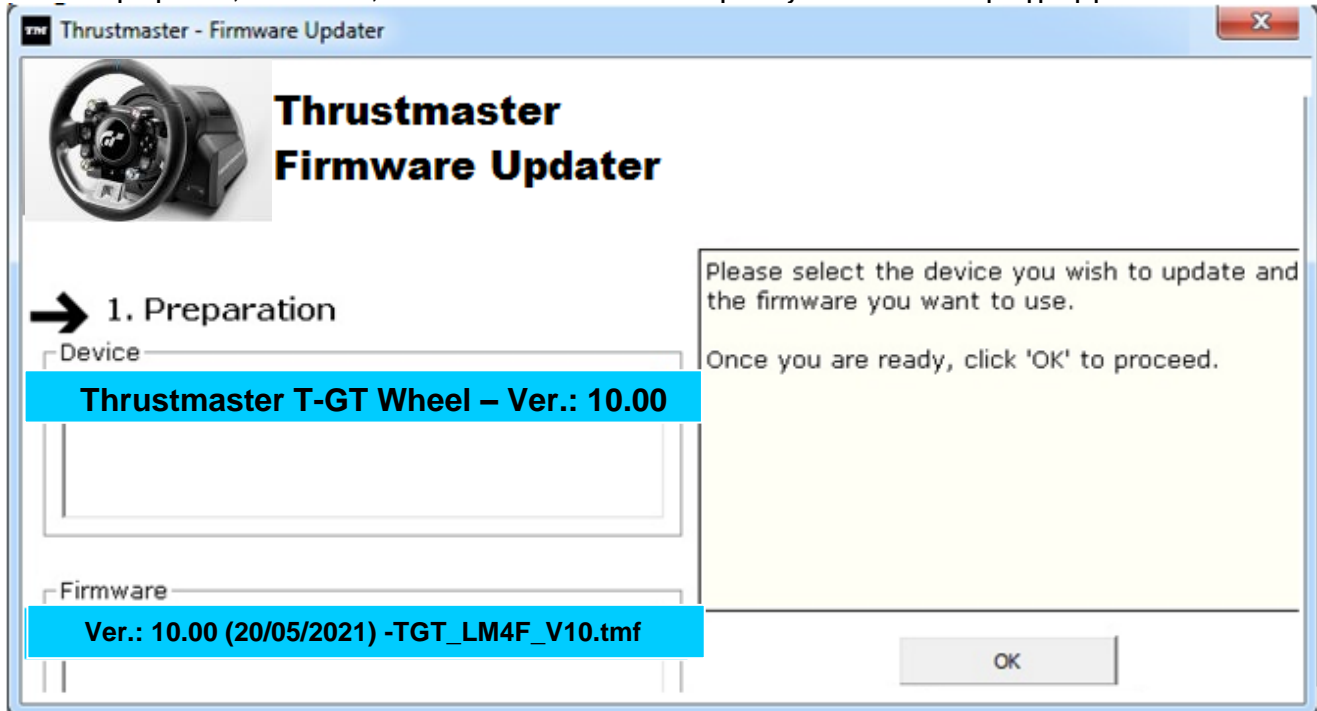 Thrustmaster - Firmware Updater
Thrustmaster
Firmware Updater
1. Preparation
Device
Thrustmaster T-GT Wheel – Ver.: 10.00
Firmware
Ver.: 10.00 (20/05/2021) -TGT_LM4F_V10.tmf
Please select the device you wish to update and
the firmware you want to use.
Once you are ready, click 'OK' to proceed.
OK